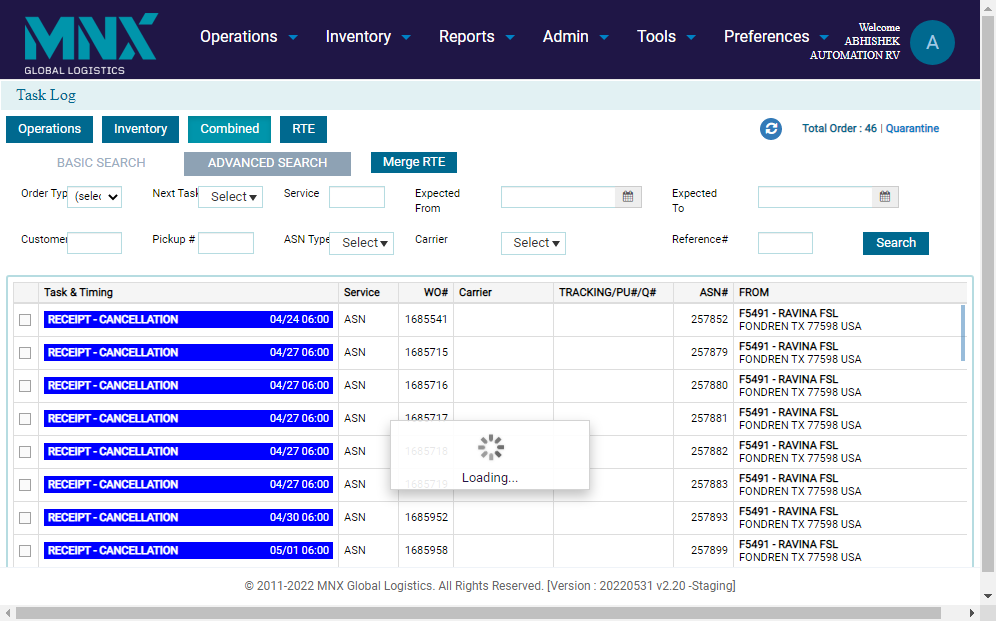 MNX
GLOBAL LOGISTICS
Operations Inventory Reports Admin Tools Preferences
Welcome
ABHISHEK
AUTOMATION RV
A
Task Log
Operations Inventory Combined RTE
Total Order : 46 | Quarantine
BASIC SEARCH ADVANCED SEARCH Merge RTE
Order Typ (selec Next Task Select Service Expected From Expected To
Customer Pickup # ASN Type Select Carrier Select Reference# Search
Task & Timing Service WO# Carrier TRACKING/PU#/Q# ASN# FROM
RECEIPT - CANCELLATION 04/24 06:00 ASN 1685541 257852 F5491 - RAVINA FSL
FONDREN TX 77598 USA
RECEIPT - CANCELLATION 04/27 06:00 ASN 1685715 257879 F5491 - RAVINA FSL
FONDREN TX 77598 USA
RECEIPT - CANCELLATION 04/27 06:00 ASN 1685716 257880 F5491 - RAVINA FSL
FONDREN TX 77598 USA
RECEIPT - CANCELLATION 04/27 06:00 ASN 1685717 257881 F5491 - RAVINA FSL
FONDREN TX 77598 USA
RECEIPT - CANCELLATION 04/27 06:00 ASN 1685718 257882 F5491 - RAVINA FSL
FONDREN TX 77598 USA
RECEIPT - CANCELLATION 04/27 06:00 ASN 1685719 257883 F5491 - RAVINA FSL
FONDREN TX 77598 USA
Loading...
RECEIPT - CANCELLATION 04/30 06:00 ASN 1685952 257893 F5491 - RAVINA FSL
FONDREN TX 77598 USA
RECEIPT - CANCELLATION 05/01 06:00 ASN 1685958 257899 F5491 - RAVINA FSL
FONDREN TX 77598 USA
© 2011-2022 MNX Global Logistics. All Rights Reserved. [Version : 20220531 v2.20 -Staging]